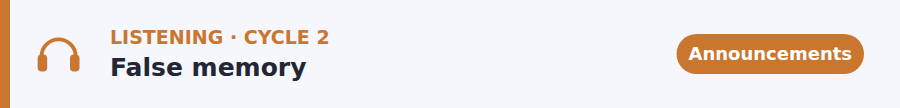 LISTENING · CYCLE 2
False memory
Announcements